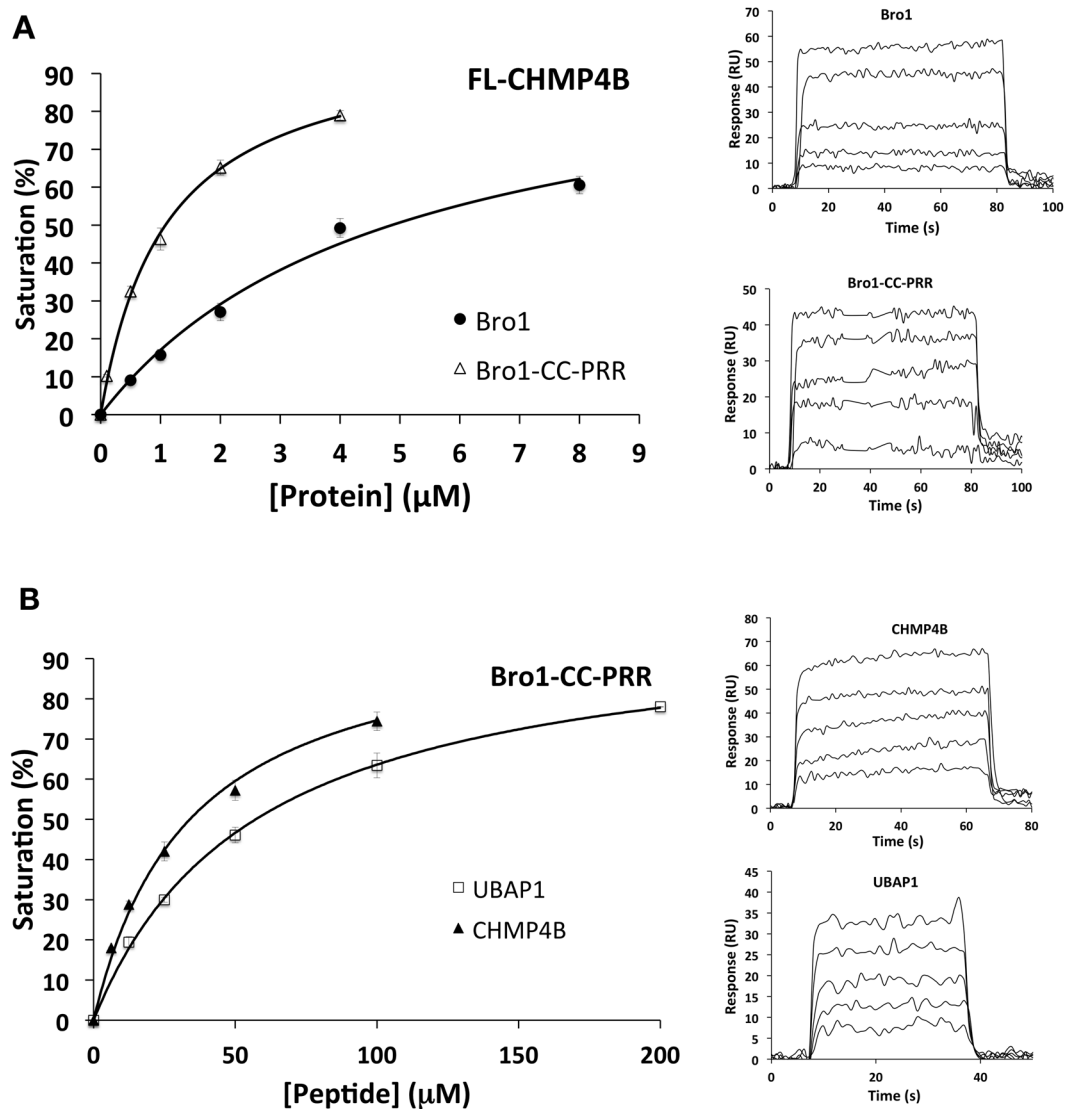 A
FL-CHMP4B
Saturation (%)
90
80
70
60
50
40
30
20
10
0
0 1 2 3 4 5 6 7 8 9
[Protein] (µM)
Bro1
Bro1-CC-PRR
Bro1
Response (RU)
70
60
50
40
30
20
10
0
0 20 40 60 80 100
Time (s)
Bro1-CC-PRR
Response (RU)
50
40
30
20
10
0
0 20 40 60 80 100
Time (s)
B
Bro1-CC-PRR
Saturation (%)
90
80
70
60
50
40
30
20
10
0
0 50 100 150 200
[Peptide] (µM)
UBAP1
CHMP4B
CHMP4B
Response (RU)
80
70
60
50
40
30
20
10
0
0 20 40 60 80
Time (s)
UBAP1
Response (RU)
45
40
35
30
25
20
15
10
5
0
0 20 40
Time (s)